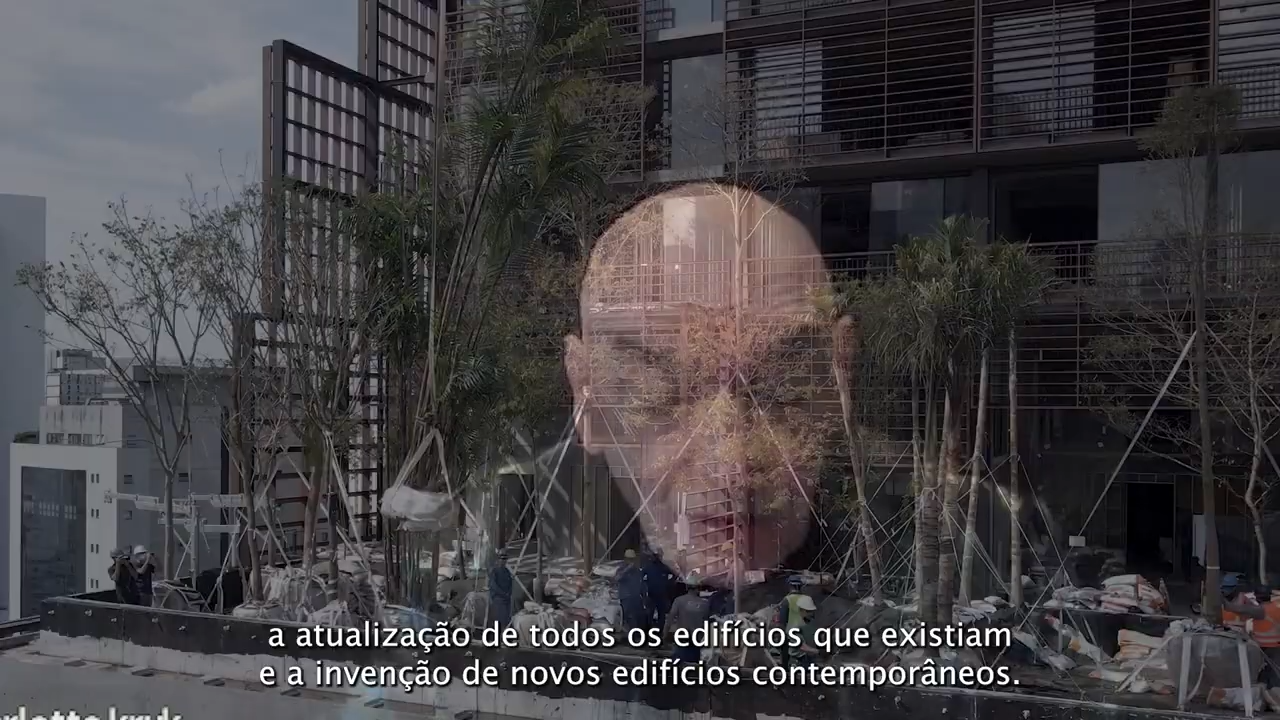 a atualização de todos os edifícios que existiam
e a invenção de novos edifícios contemporâneos.